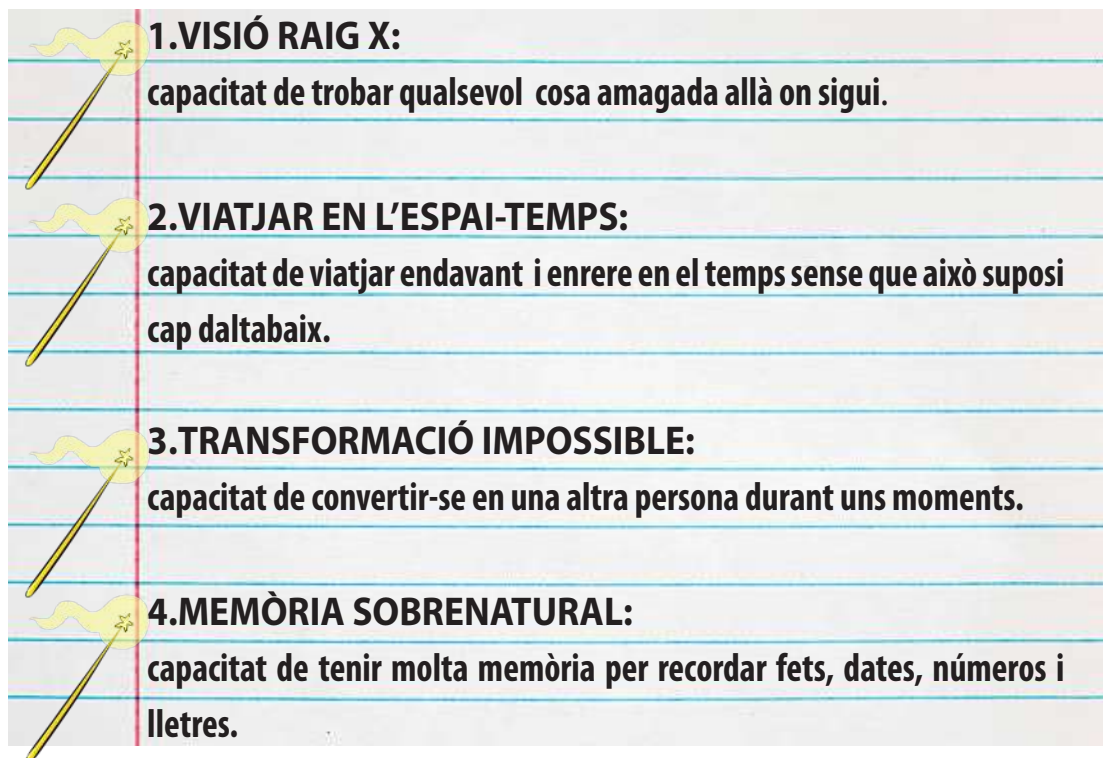 1.VISIÓ RAIG X:
capacitat de trobar qualsevol cosa amagada allà on sigui.
2.VIATJAR EN L'ESPAI-TEMPS:
capacitat de viatjar endavant i enrere en el temps sense que això suposi
cap daltabaix.
3.TRANSFORMACIÓ IMPOSSIBLE:
capacitat de convertir-se en una altra persona durant uns moments.
4.MEMÒRIA SOBRENATURAL:
capacitat de tenir molta memòria per recordar fets, dates, números i
lletres.